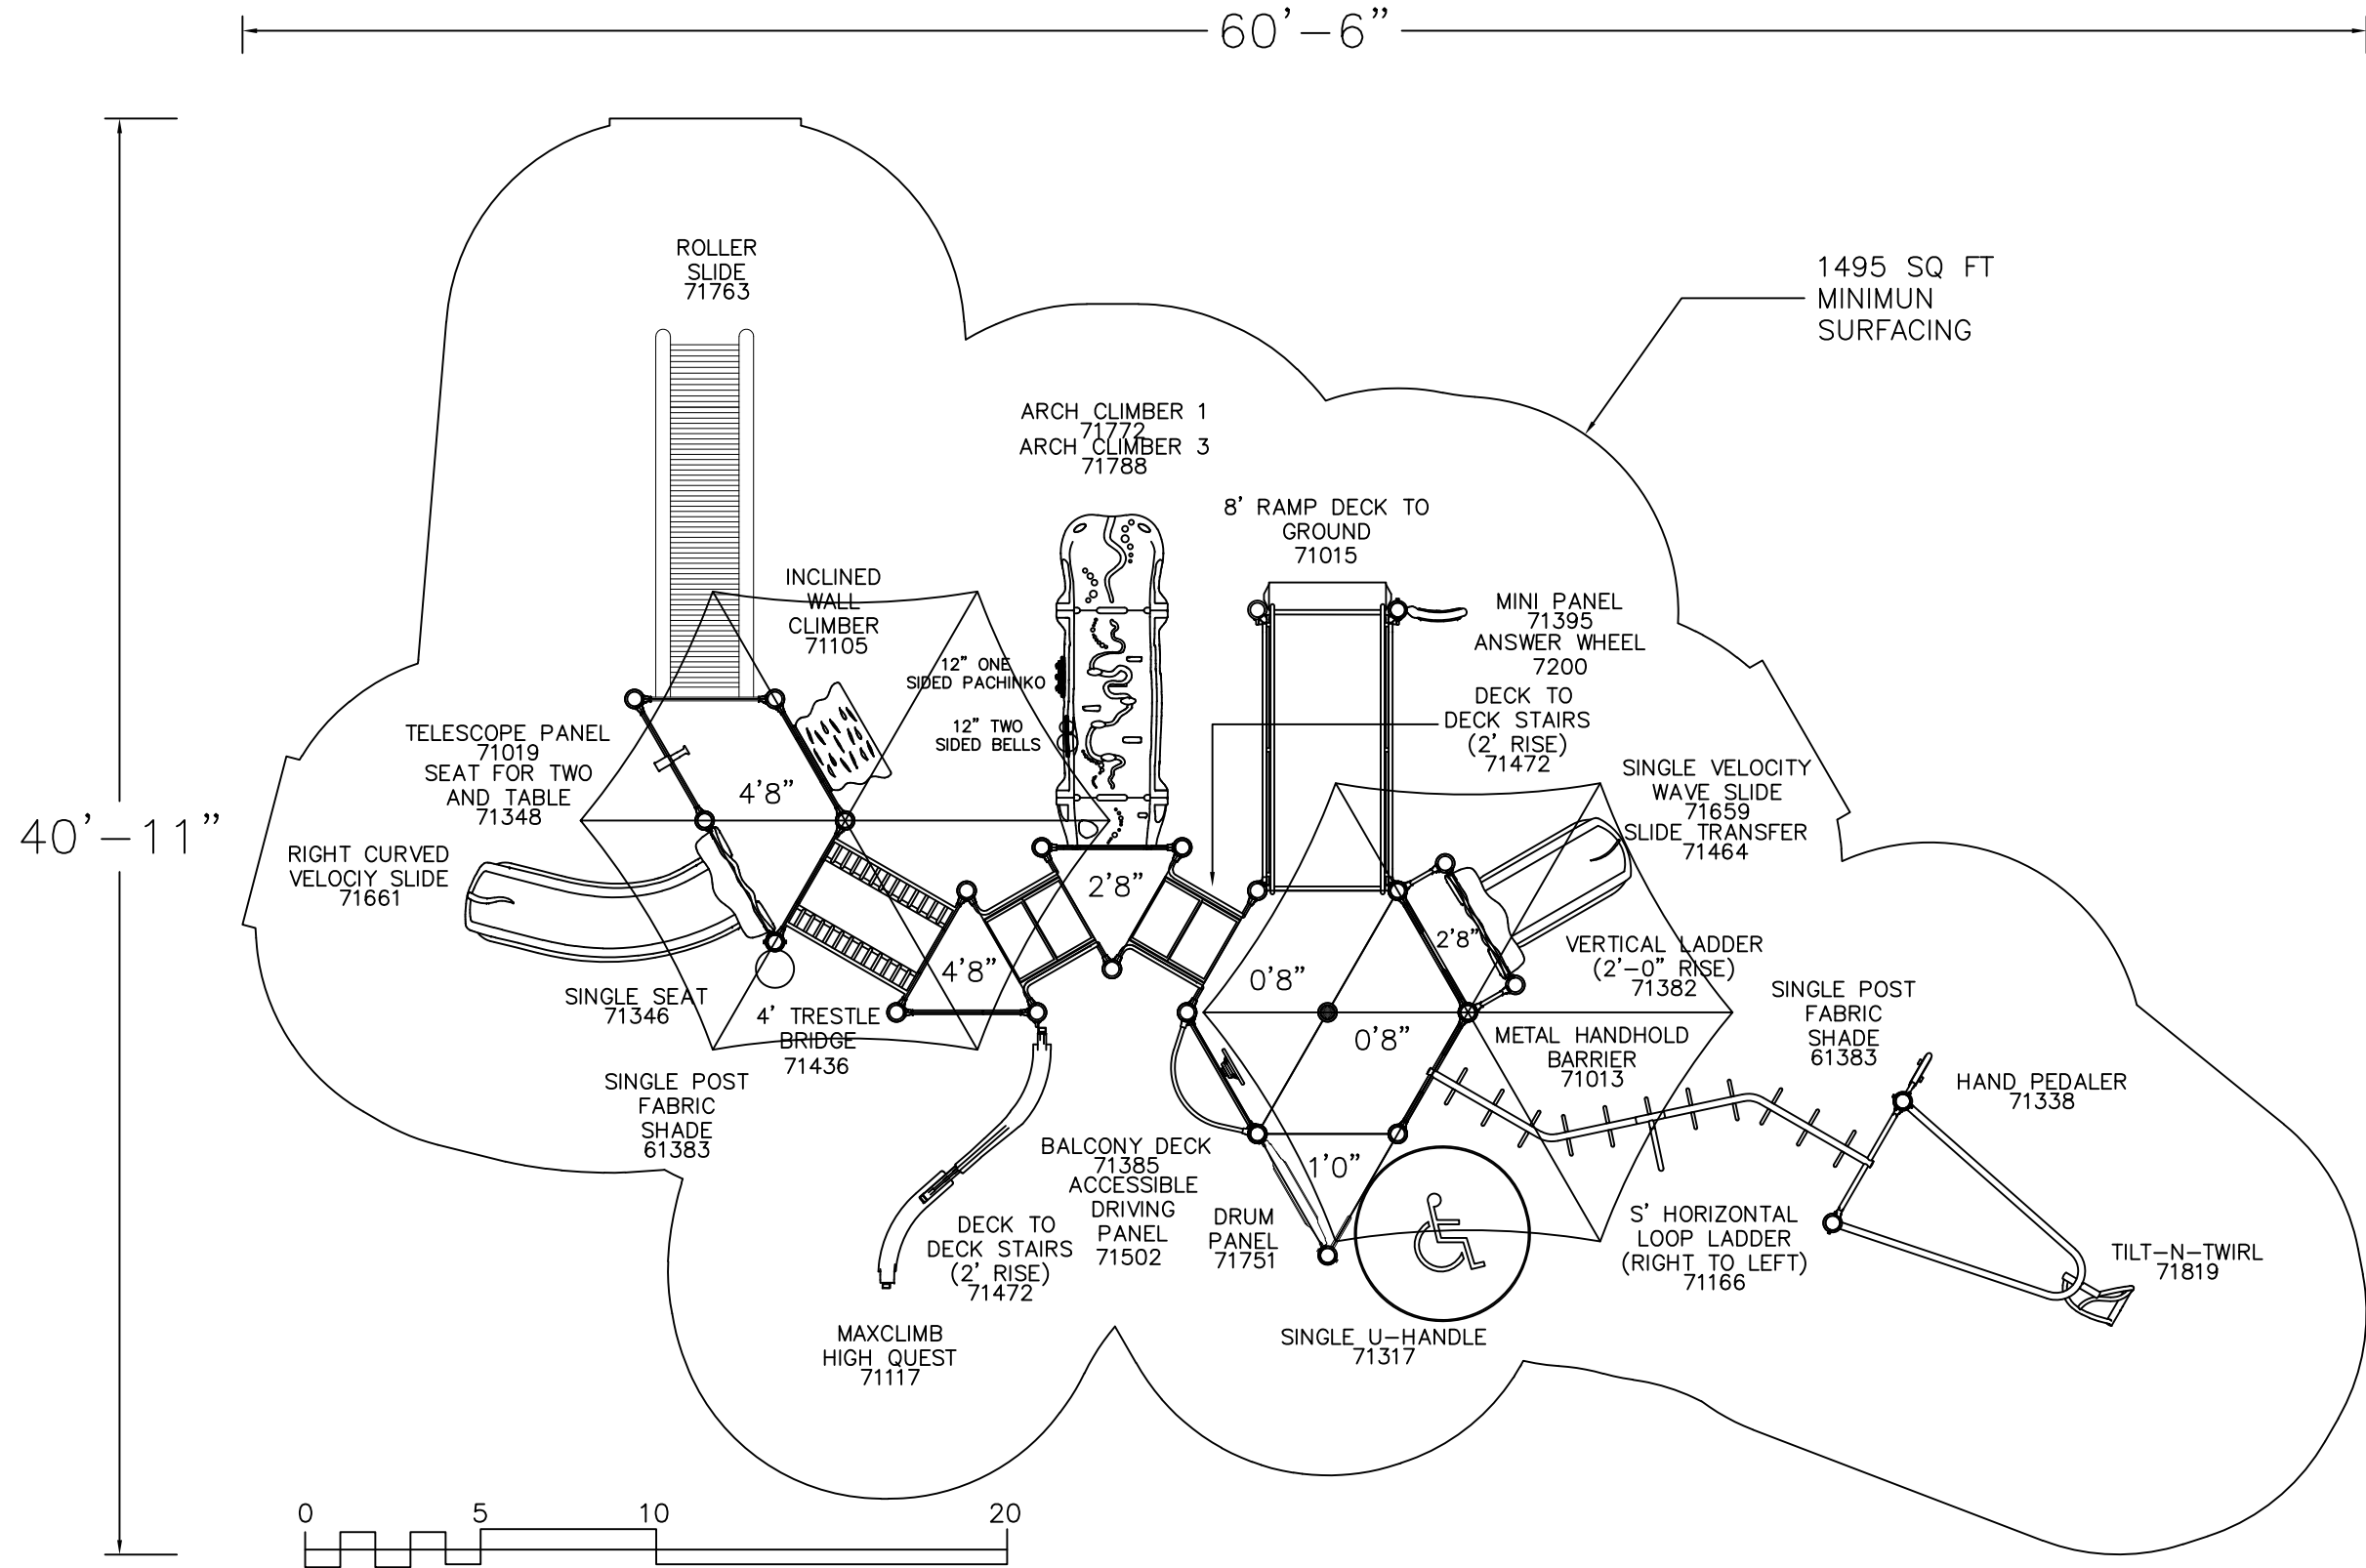 60'-6"
40'-11"
ROLLER
SLIDE
71763
1495 SQ FT
MINIMUN
SURFACING
ARCH CLIMBER 1
71772
ARCH CLIMBER 3
71788
8' RAMP DECK TO
GROUND
71015
INCLINED
WALL
CLIMBER
71105
12" ONE
SIDED PACHINKO
12" TWO
SIDED BELLS
MINI PANEL
71395
ANSWER WHEEL
7200
DECK TO
DECK STAIRS
(2' RISE)
71472
TELESCOPE PANEL
71019
SEAT FOR TWO
AND TABLE
71348
4'8"
SINGLE VELOCITY
WAVE SLIDE
71659
SLIDE TRANSFER
71464
RIGHT CURVED
VELOCIY SLIDE
71661
2'8"
2'8"
4'8"
0'8"
0'8"
1'0"
VERTICAL LADDER
(2'-0" RISE)
71382
SINGLE SEAT
71346
4' TRESTLE
BRIDGE
71436
METAL HANDHOLD
BARRIER
71013
SINGLE POST
FABRIC
SHADE
61383
HAND PEDALER
71338
SINGLE POST
FABRIC
SHADE
61383
BALCONY DECK
71385
ACCESSIBLE
DRIVING
PANEL
71502
DRUM
PANEL
71751
DECK TO
DECK STAIRS
(2' RISE)
71472
S' HORIZONTAL
LOOP LADDER
(RIGHT TO LEFT)
71166
TILT-N-TWIRL
71819
MAXCLIMB
HIGH QUEST
71117
SINGLE U-HANDLE
71317
0 5 10 20